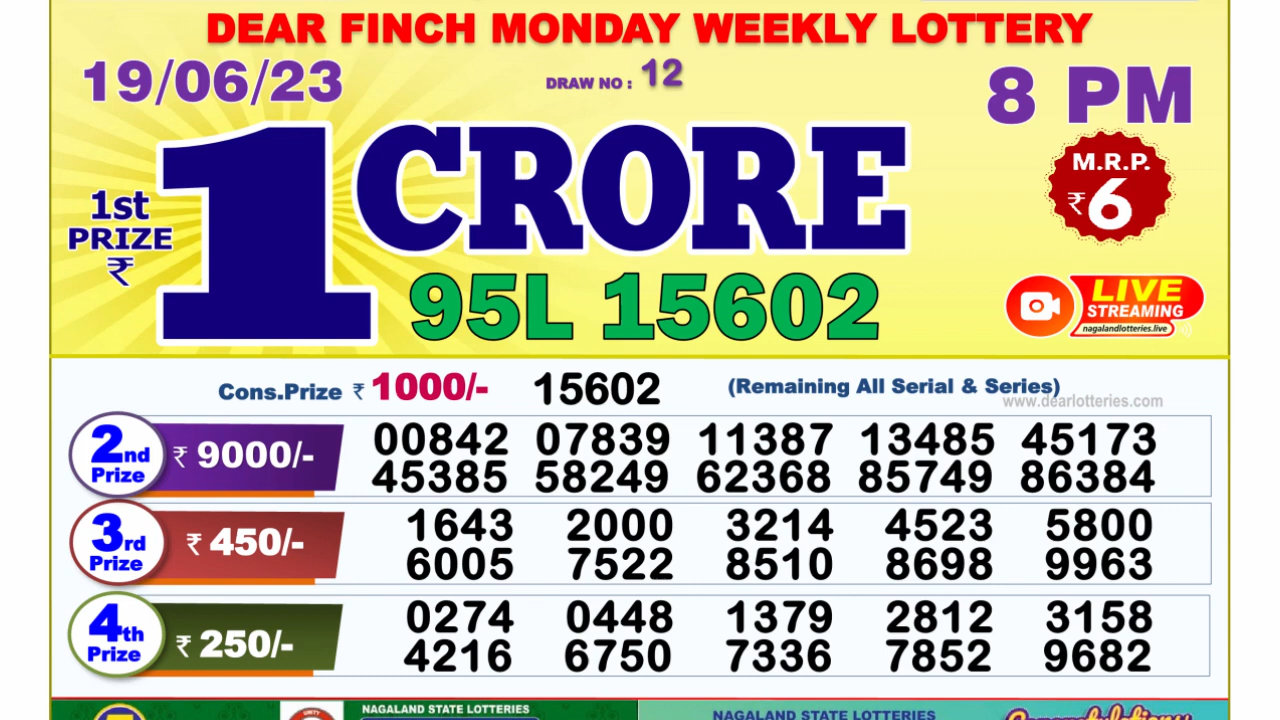 DEAR FINCH MONDAY WEEKLY LOTTERY
19/06/23
DRAW NO : 12
8 PM
1st
PRIZE
₹
1 CRORE
M.R.P.
₹6
95L 15602
LIVE
STREAMING
nagalandlotteries.live
Cons.Prize ₹ 1000/- 15602 (Remaining All Serial & Series)
www.dearlotteries.com
2nd Prize ₹ 9000/-
00842 07839 11387 13485 45173
45385 58249 62368 85749 86384
3rd Prize ₹ 450/-
1643 2000 3214 4523 5800
6005 7522 8510 8698 9963
4th Prize ₹ 250/-
0274 0448 1379 2812 3158
4216 6750 7336 7852 9682
NAGALAND STATE LOTTERIES
NAGALAND STATE LOTTERIES